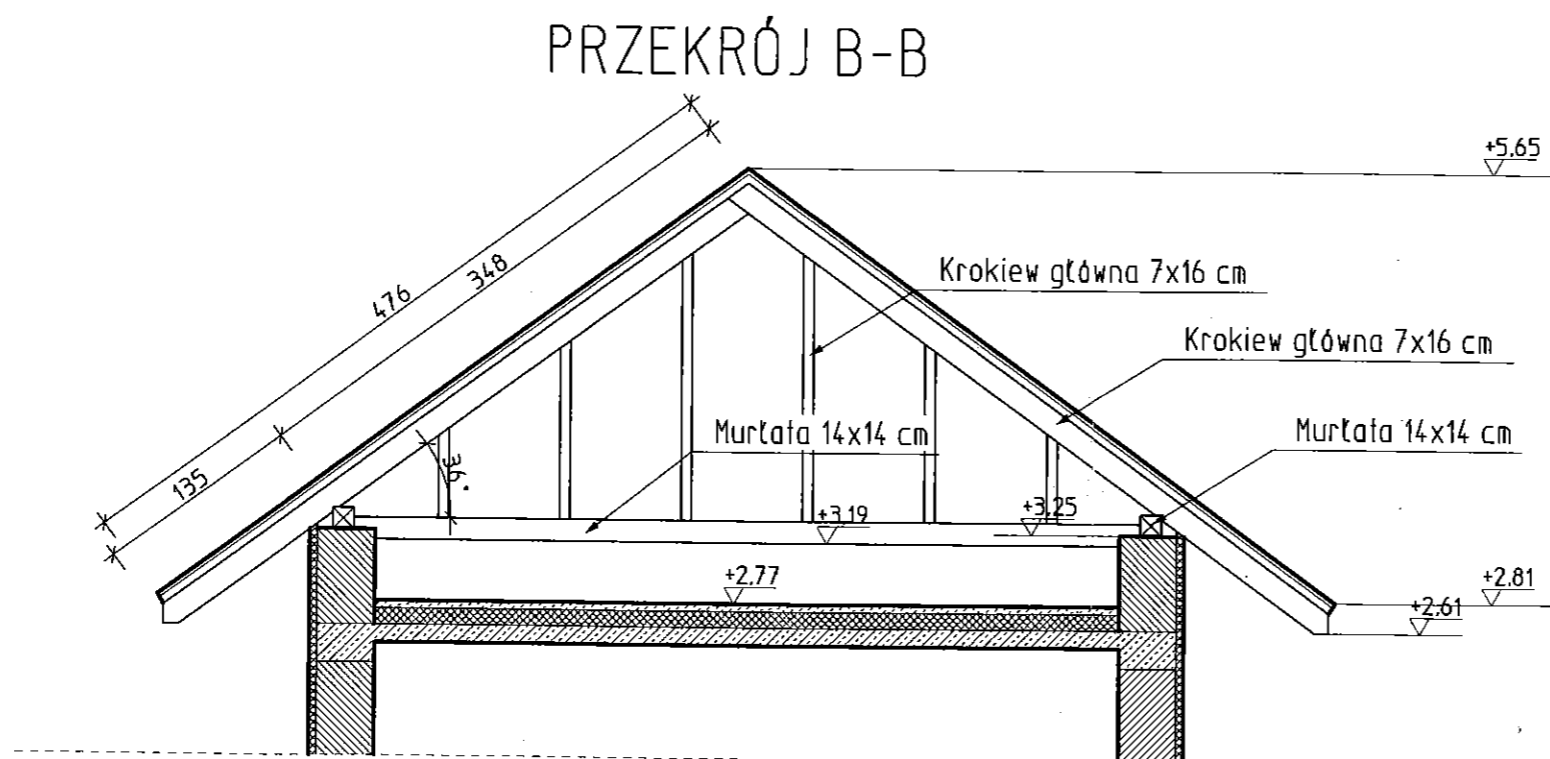 PRZEKRÓJ B-B
+5,65
476
348
135
Krokiew główna 7x16 cm
Krokiew główna 7x16 cm
Murłata 14x14 cm
Murłata 14x14 cm
36°
+3,19
+3,25
+2,77
+2,81
+2,61